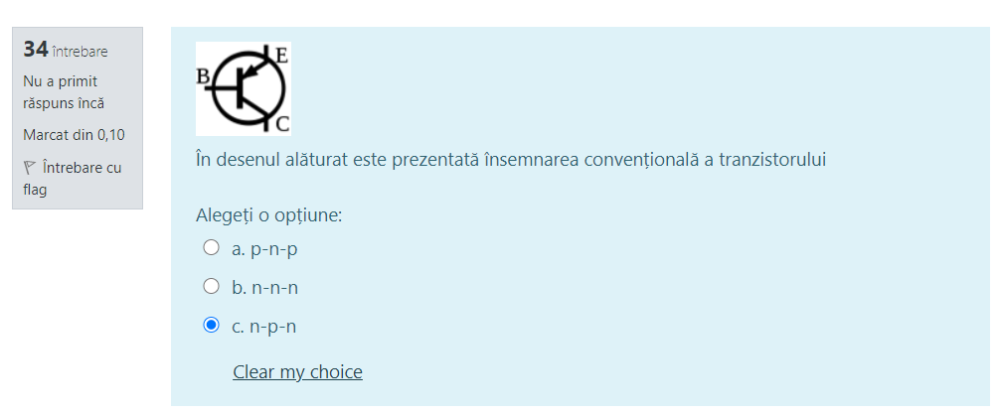 34 întrebare
Nu a primit
răspuns încă
Marcat din 0,10
Întrebare cu
flag
E
B
C
În desenul alăturat este prezentată însemnarea convențională a tranzistorului
Alegeți o opțiune:
a. p-n-p
b. n-n-n
c. n-p-n
Clear my choice